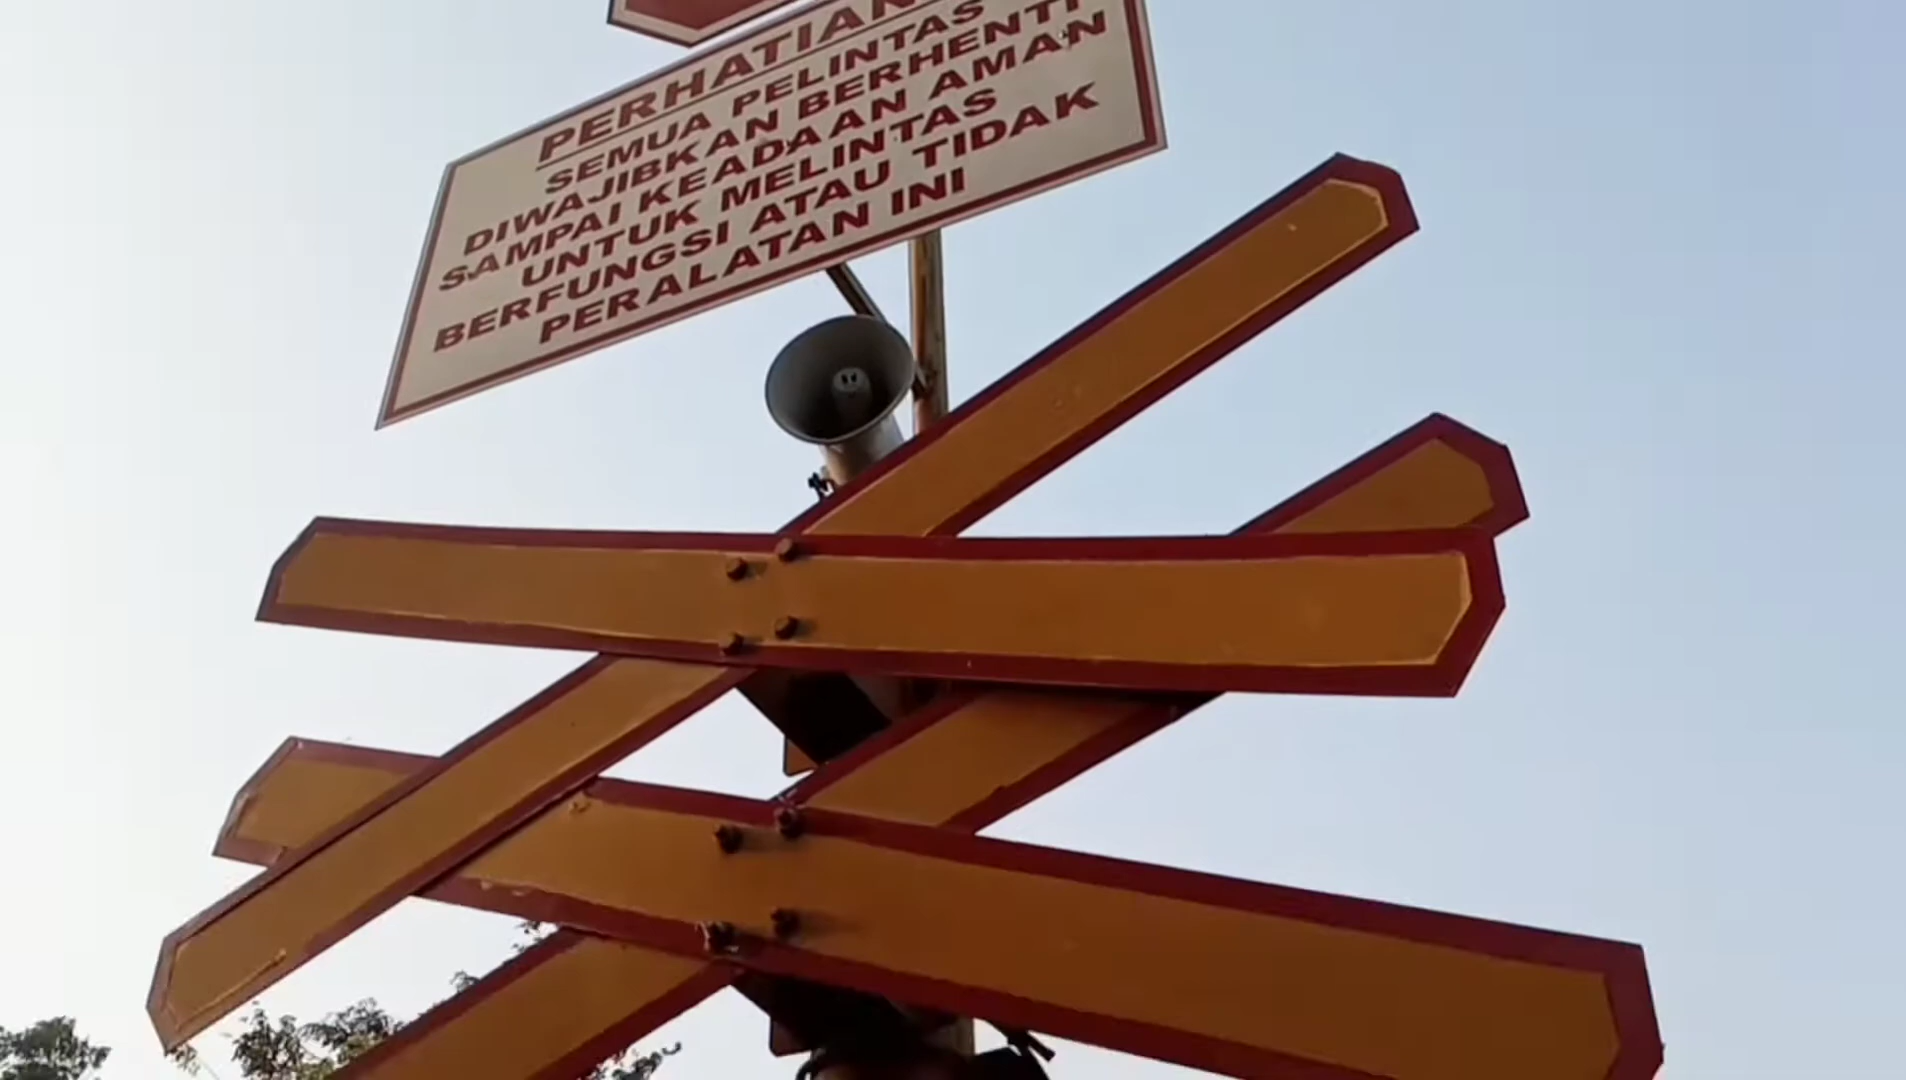 PERHATIAN
SEMUA PELINTAS
DIWAJIBKAN BERHENTI
SAMPAI KEADAAN AMAN
UNTUK MELINTAS
BERFUNGSI ATAU TIDAK
PERALATAN INI